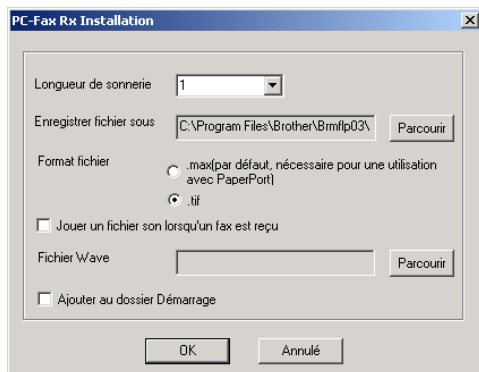 PC-Fax Rx Installation
Longueur de sonnerie 1
Enregistrer fichier sous C:\Program Files\Brother\Brmflp03\ Parcourir
Format fichier .max(par défaut, nécessaire pour une utilisation
avec PaperPort)
.tif
Jouer un fichier son lorsqu'un fax est reçu
Fichier Wave Parcourir
Ajouter au dossier Démarrage
OK Annulé